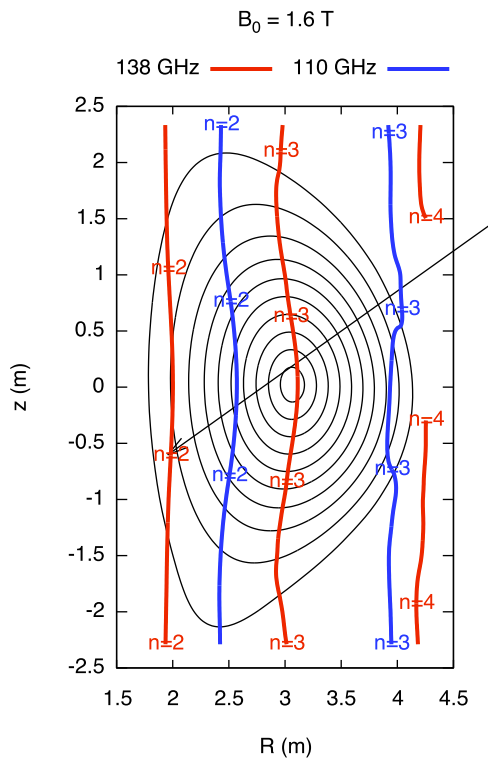 B0 = 1.6 T
138 GHz 110 GHz
2.5
n=2
n=3
n=3
2
1.5
n=4
n=2
1
n=2
n=3
n=3
0.5
z (m)
0
n=4
-0.5
n=2
n=3
n=2
n=3
-1
-1.5
n=4
-2
n=2
n=3
n=3
-2.5
1.5 2 2.5 3 3.5 4 4.5
R (m)